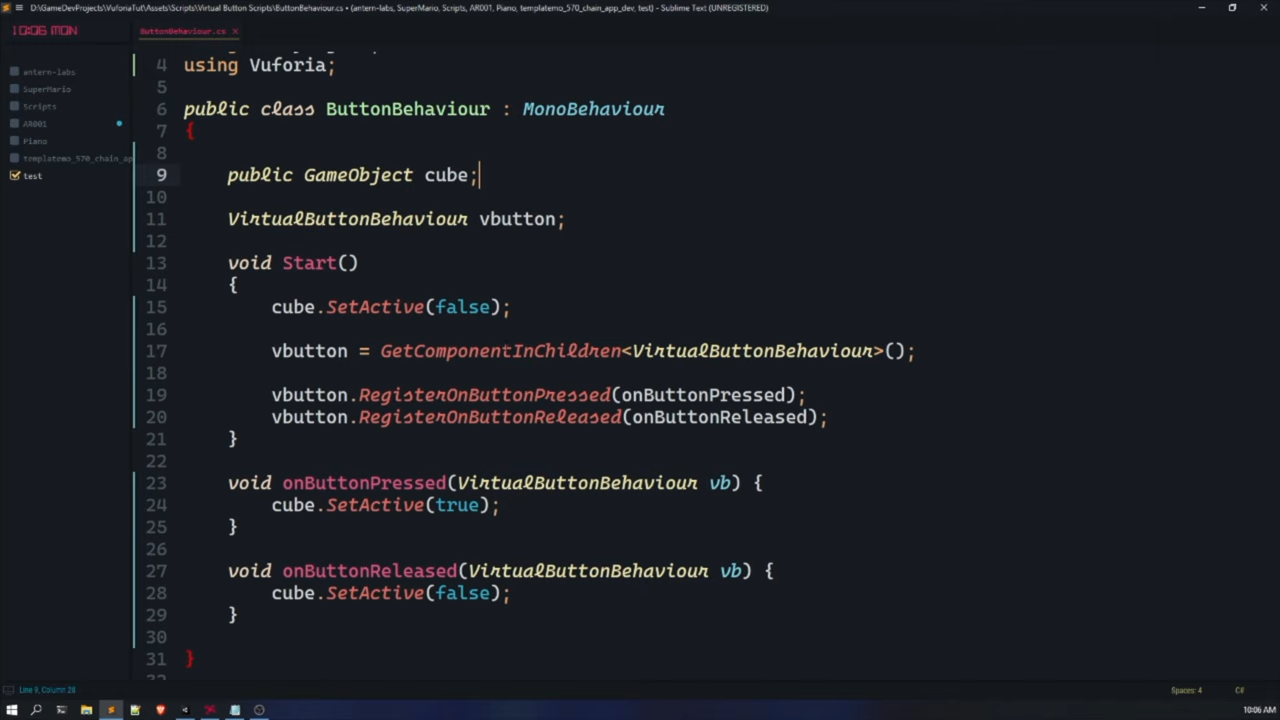 D:\GameDevProjects\VuforiaTut\Assets\Scripts\Virtual Button Scripts\ButtonBehaviour.cs • (antern-labs, SuperMario, Scripts, AR001, Piano, templatemo_570_chain_app_dev, test) - Sublime Text (UNREGISTERED)
10:06 MON
ButtonBehaviour.cs ×
antern-labs
SuperMario
Scripts
AR001
Piano
templatemo_570_chain_ap
test
4 using Vuforia;
5
6 public class ButtonBehaviour : MonoBehaviour
7 {
8
9 public GameObject cube;
10
11 VirtualButtonBehaviour vbutton;
12
13 void Start()
14 {
15 cube.SetActive(false);
16
17 vbutton = GetComponentInChildren<VirtualButtonBehaviour>();
18
19 vbutton.RegisterOnButtonPressed(onButtonPressed);
20 vbutton.RegisterOnButtonReleased(onButtonReleased);
21 }
22
23 void onButtonPressed(VirtualButtonBehaviour vb) {
24 cube.SetActive(true);
25 }
26
27 void onButtonReleased(VirtualButtonBehaviour vb) {
28 cube.SetActive(false);
29 }
30
31 }
Line 9, Column 28
Spaces: 4
C#
10:06 AM